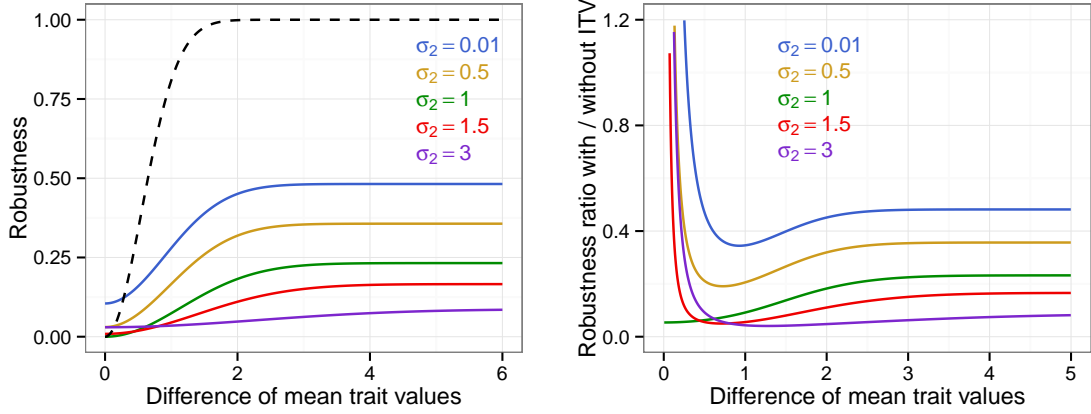 Robustness
1.00
0.75
0.50
0.25
0.00
σ2 = 0.01
σ2 = 0.5
σ2 = 1
σ2 = 1.5
σ2 = 3
0 2 4 6
Difference of mean trait values
Robustness ratio with / without ITV
1.2
0.8
0.4
0.0
σ2 = 0.01
σ2 = 0.5
σ2 = 1
σ2 = 1.5
σ2 = 3
0 1 2 3 4 5
Difference of mean trait values